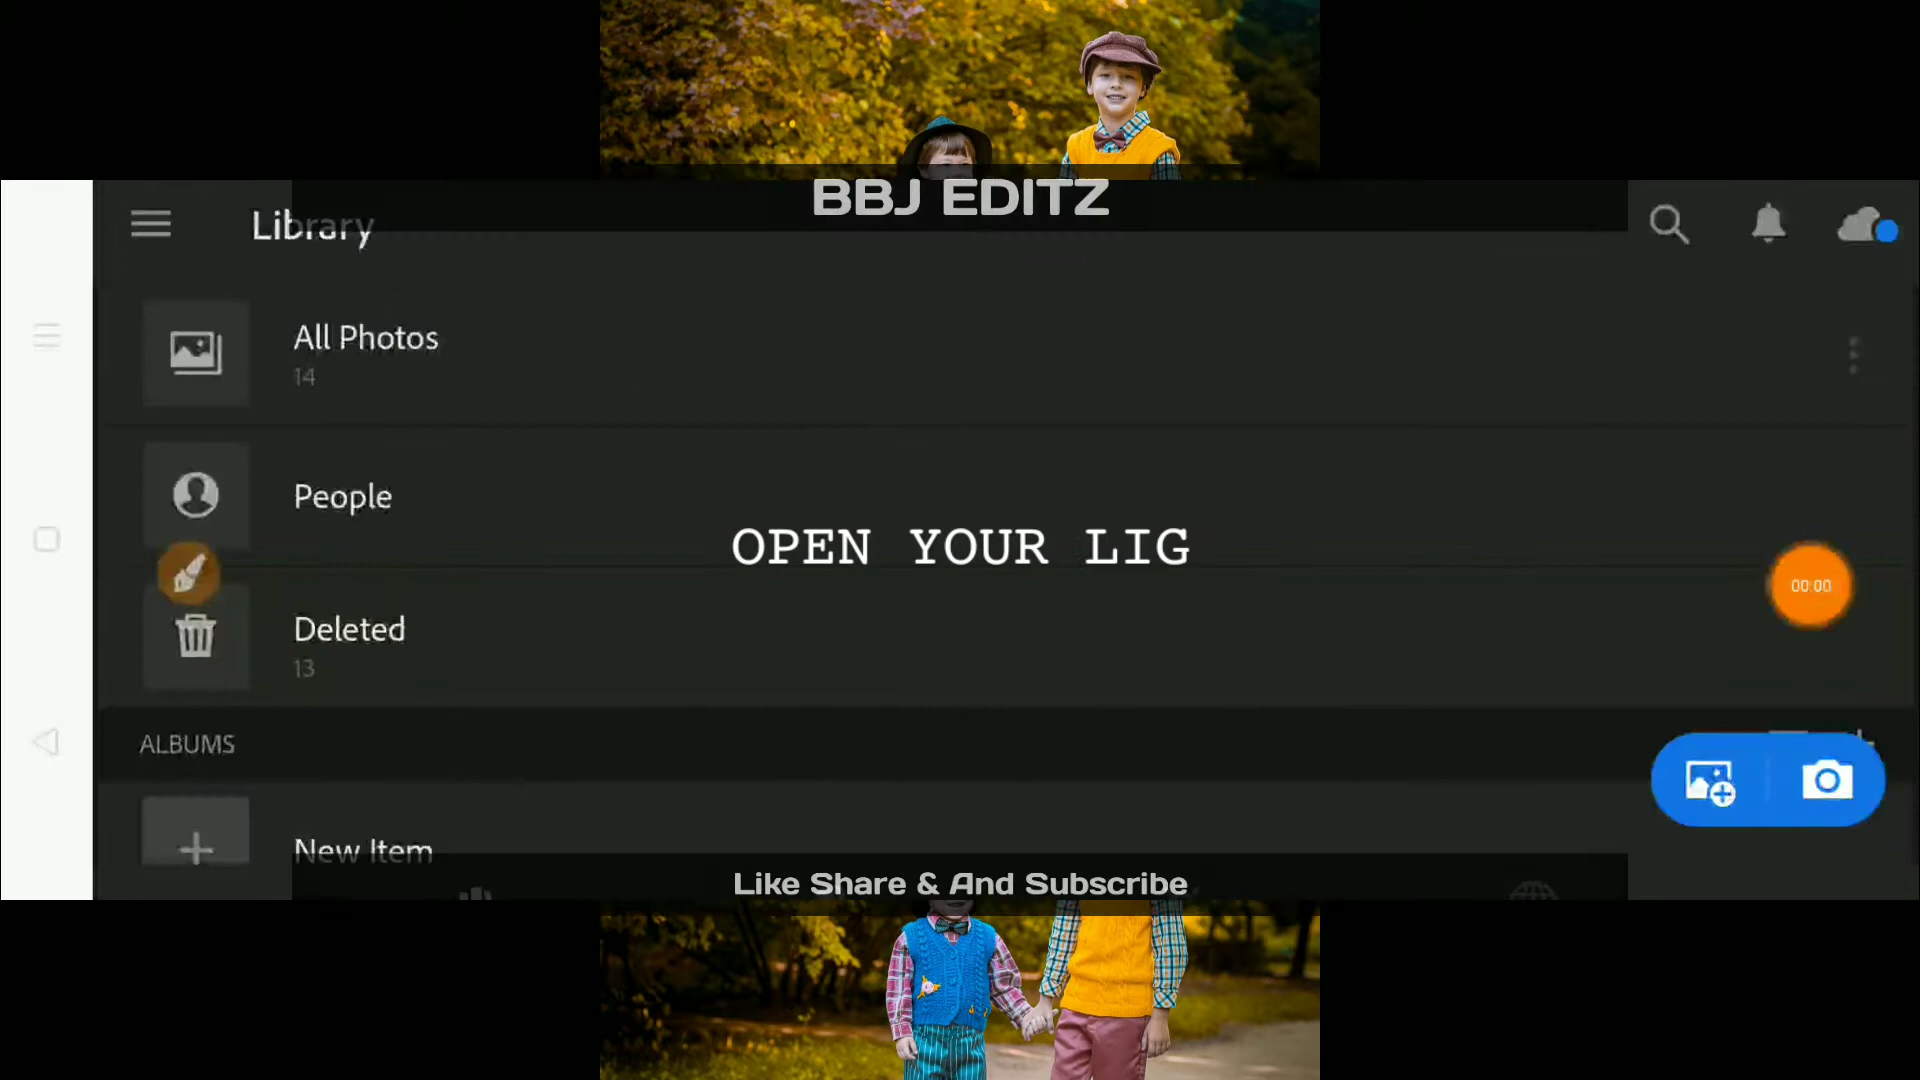 BBJ EDITZ
Library
All Photos
14
People
OPEN YOUR LIG
00:00
Deleted
13
ALBUMS
New Item
Like Share & And Subscribe